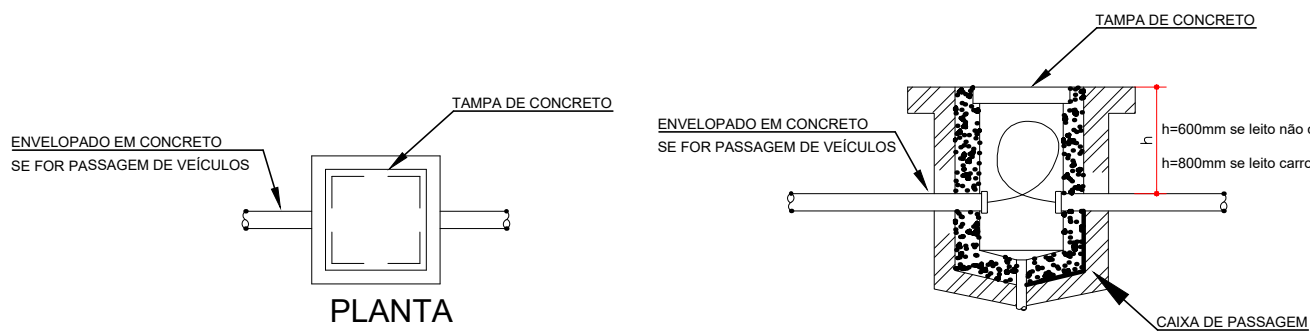 TAMPA DE CONCRETO
ENVELOPADO EM CONCRETO
SE FOR PASSAGEM DE VEÍCULOS
PLANTA
TAMPA DE CONCRETO
ENVELOPADO EM CONCRETO
SE FOR PASSAGEM DE VEÍCULOS
h
h=600mm se leito não
h=800mm se leito
CAIXA DE PASSAGEM